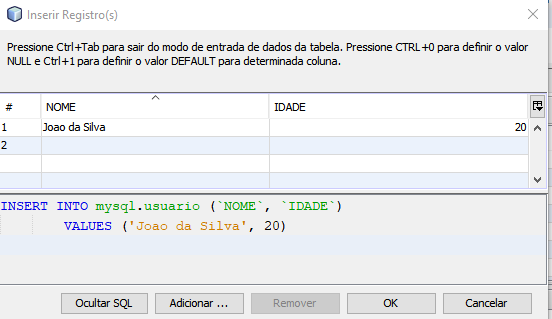 Inserir Registro(s)
Pressione Ctrl+Tab para sair do modo de entrada de dados da tabela. Pressione CTRL+0 para definir o valor
NULL e Ctrl+1 para definir o valor DEFAULT para determinada coluna.
# NOME IDADE
1 Joao da Silva 20
2
INSERT INTO mysql.usuario (`NOME`, `IDADE`)
VALUES ('Joao da Silva', 20)
Ocultar SQL Adicionar ... Remover OK Cancelar